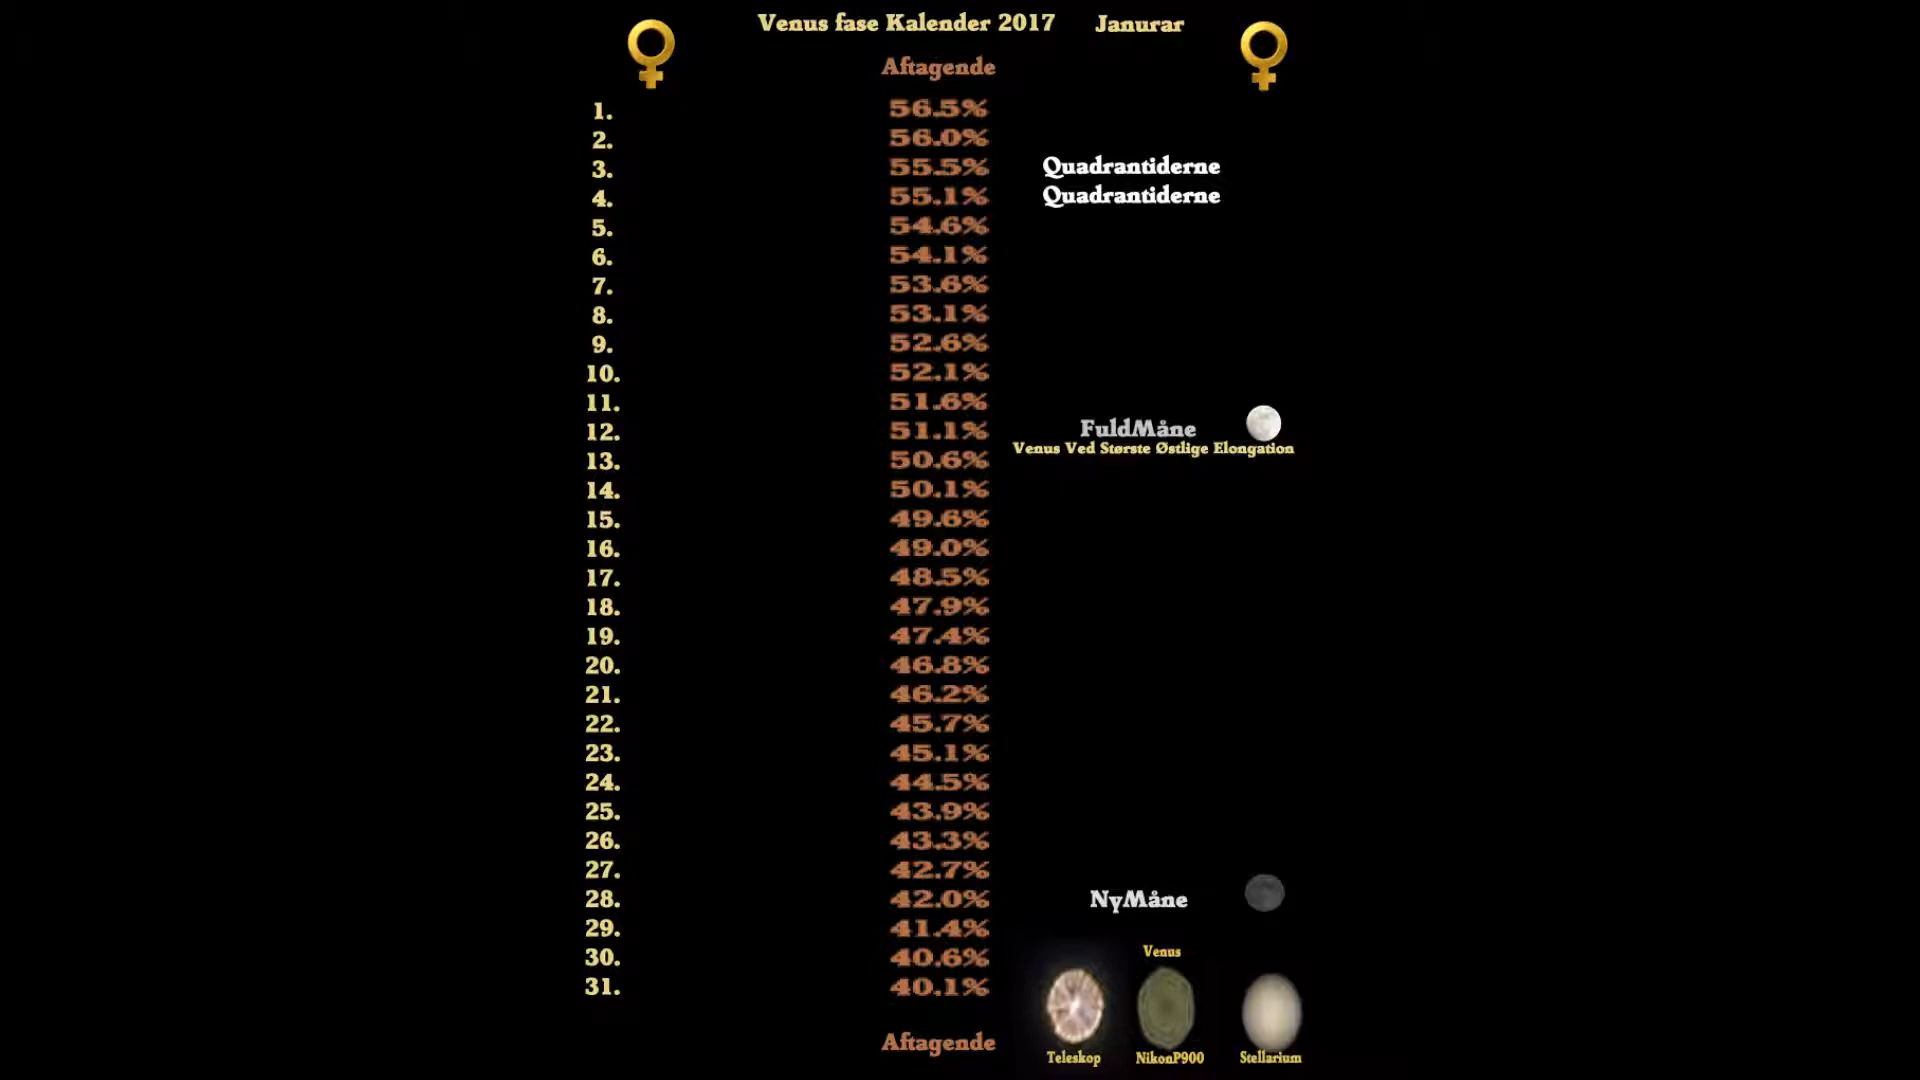 Venus fase Kalender 2017 Janurar
Aftagende
1. 56.5%
2. 56.0%
3. 55.5% Quadrantiderne
4. 55.1% Quadrantiderne
5. 54.6%
6. 54.1%
7. 53.6%
8. 53.1%
9. 52.6%
10. 52.1%
11. 51.6%
12. 51.1% FuldMåne
Venus Ved Største Østlige Elongation
13. 50.6%
14. 50.1%
15. 49.6%
16. 49.0%
17. 48.5%
18. 47.9%
19. 47.4%
20. 46.8%
21. 46.2%
22. 45.7%
23. 45.1%
24. 44.5%
25. 43.9%
26. 43.3%
27. 42.7%
28. 42.0% NyMåne
29. 41.4%
30. 40.6%
31. 40.1%
Venus
Aftagende
Teleskop NikonP900 Stellarium